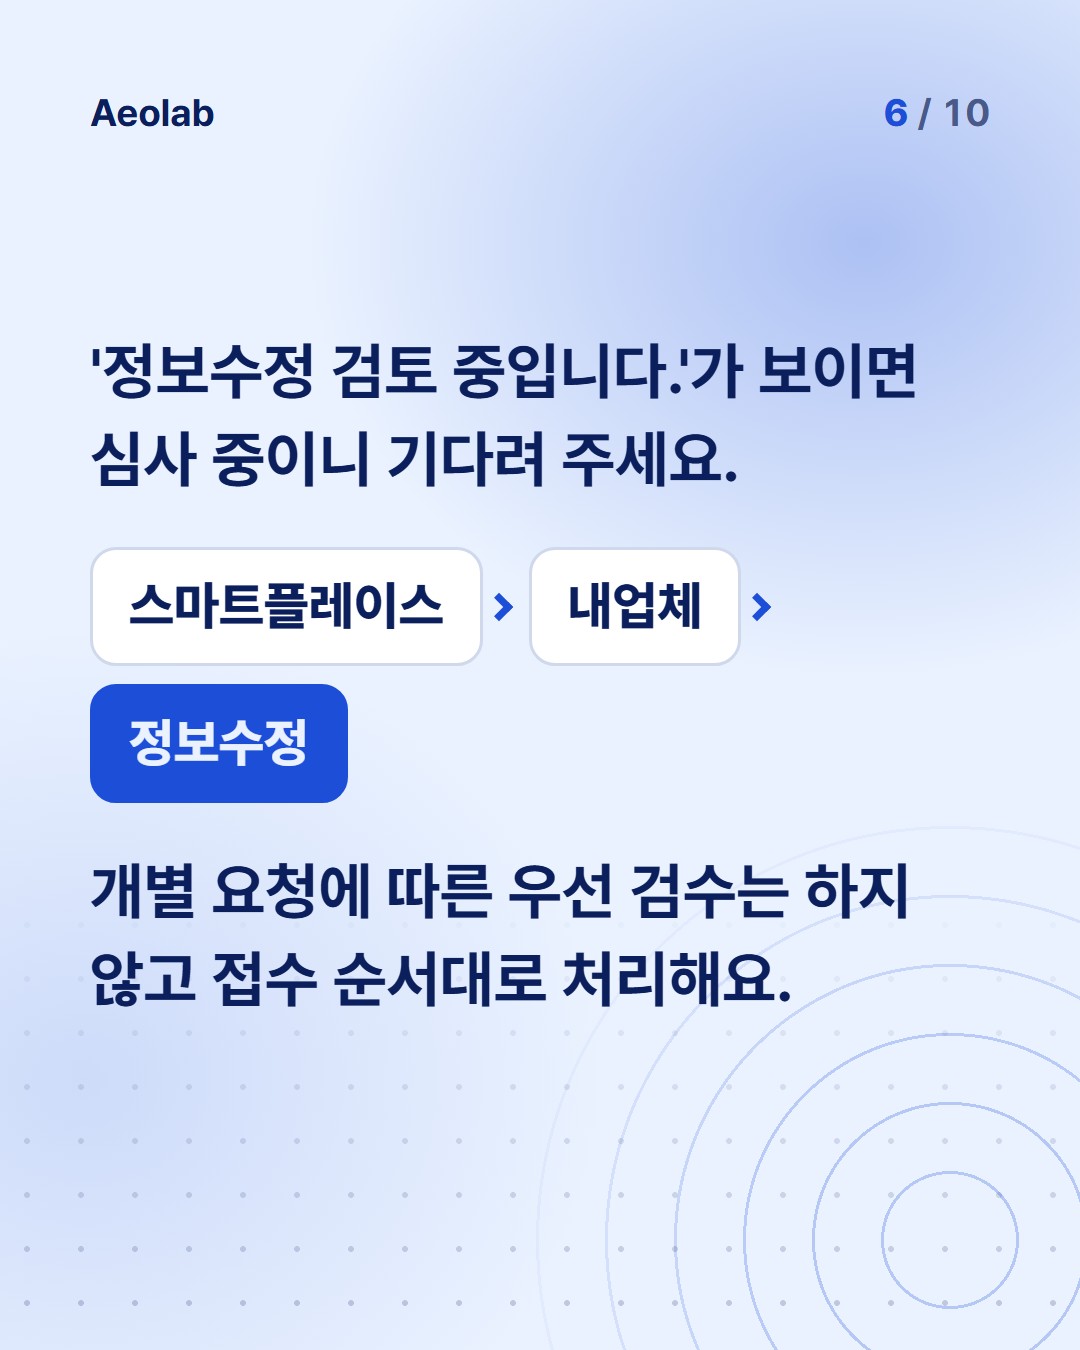 Aeolab
6 / 10
'정보수정 검토 중입니다.'가 보이면
심사 중이니 기다려 주세요.
스마트플레이스 > 내업체 >
정보수정
개별 요청에 따른 우선 검수는 하지
않고 접수 순서대로 처리해요.